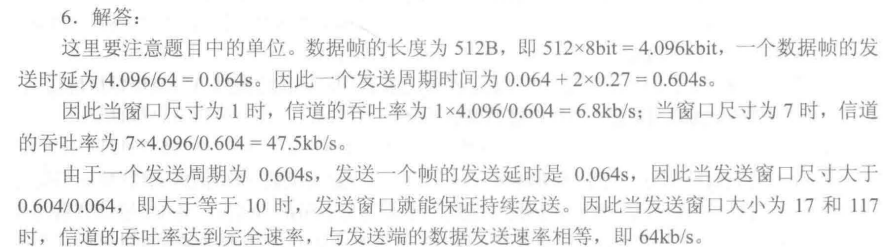 6．解答：
这里要注意题目中的单位。数据帧的长度为 512B，即 512×8bit = 4.096kbit，一个数据帧的发
送时延为 4.096/64 = 0.064s。因此一个发送周期时间为 0.064 + 2×0.27 = 0.604s。
因此当窗口尺寸为 1 时，信道的吞吐率为 1×4.096/0.604 = 6.8kb/s；当窗口尺寸为 7 时，信道
的吞吐率为 7×4.096/0.604 = 47.5kb/s。
由于一个发送周期为 0.604s，发送一个帧的发送延时是 0.064s，因此当发送窗口尺寸大于
0.604/0.064，即大于等于 10 时，发送窗口就能保证持续发送。因此当发送窗口大小为 17 和 117
时，信道的吞吐率达到完全速率，与发送端的数据发送速率相等，即 64kb/s。